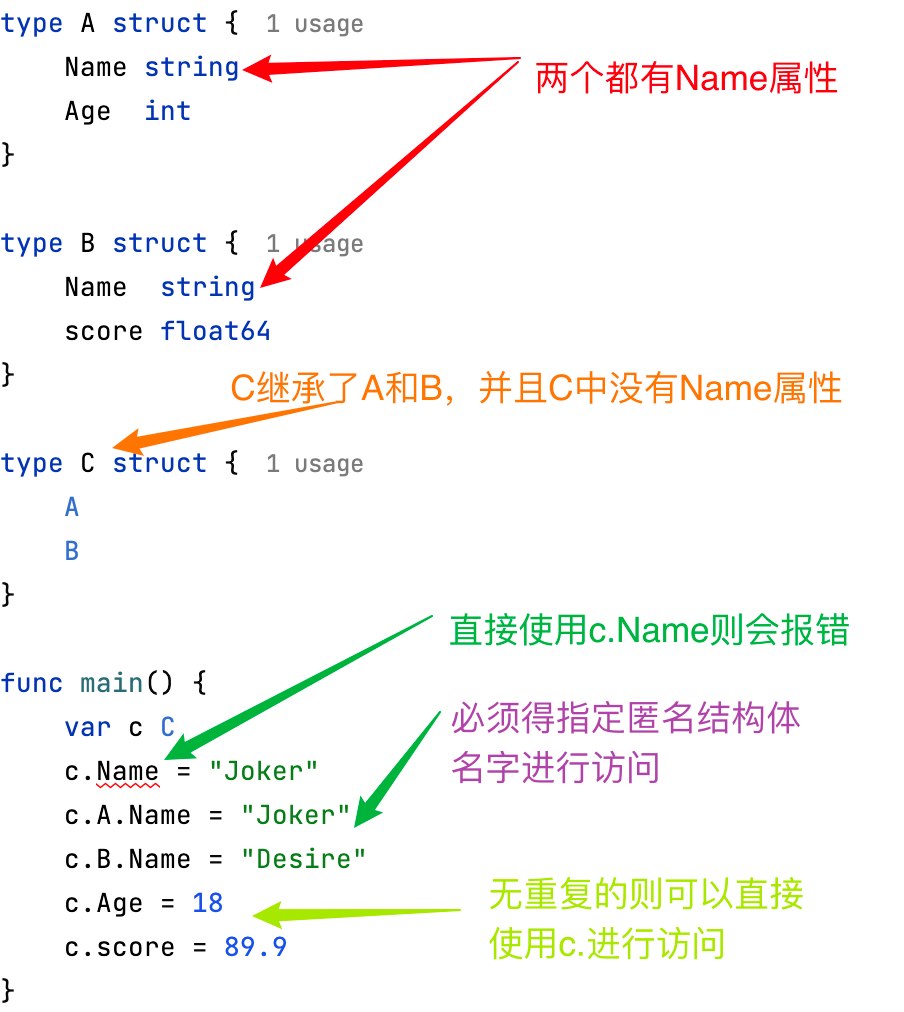 type A struct { 1 usage
Name string
两个都有Name属性
Age int
}
type B struct { 1 usage
Name string
score float64
}
C继承了A和B，并且C中没有Name属性
type C struct { 1 usage
A
B
}
直接使用c.Name则会报错
func main() {
必须得指定匿名结构体
var c C
名字进行访问
c.Name = "Joker"
c.A.Name = "Joker"
c.B.Name = "Desire"
无重复的则可以直接
c.Age = 18
使用c.进行访问
c.score = 89.9
}